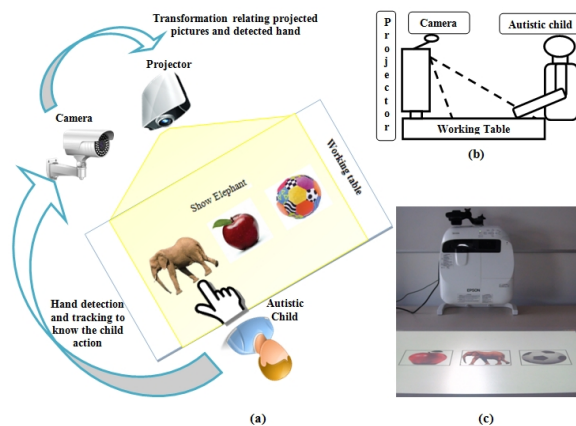 Transformation relating projected
pictures and detected hand
Projector
Camera
Working table
Show Elephant
Hand detection
and tracking to
know the child
action
Autistic
Child
(a)
Projector
Camera
Autistic child
Working Table
(b)
EPSON
(c)